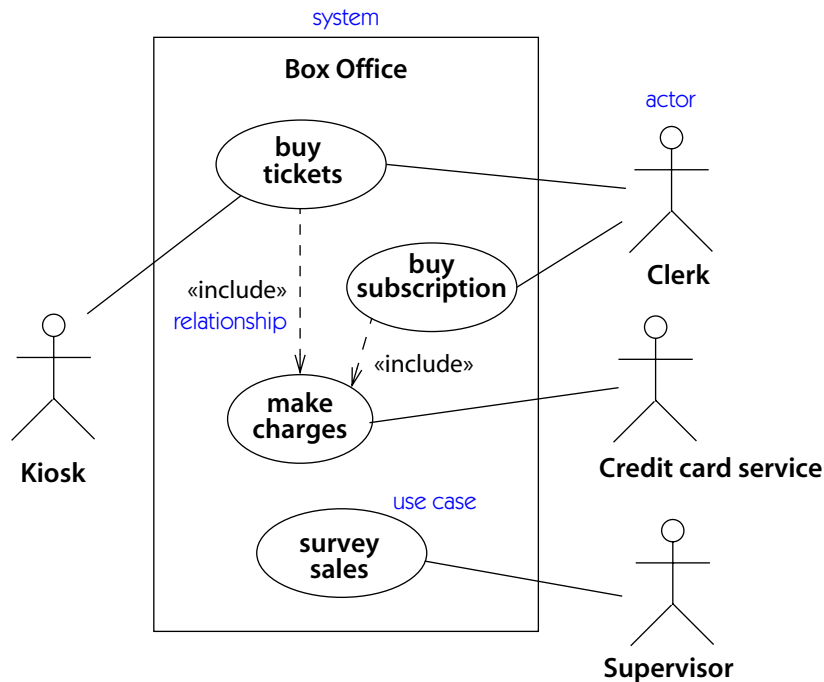 system
Box Office
actor
buy
tickets
Clerk
buy
subscription
«include»
relationship
«include»
make
charges
Kiosk
Credit card service
use case
survey
sales
Supervisor